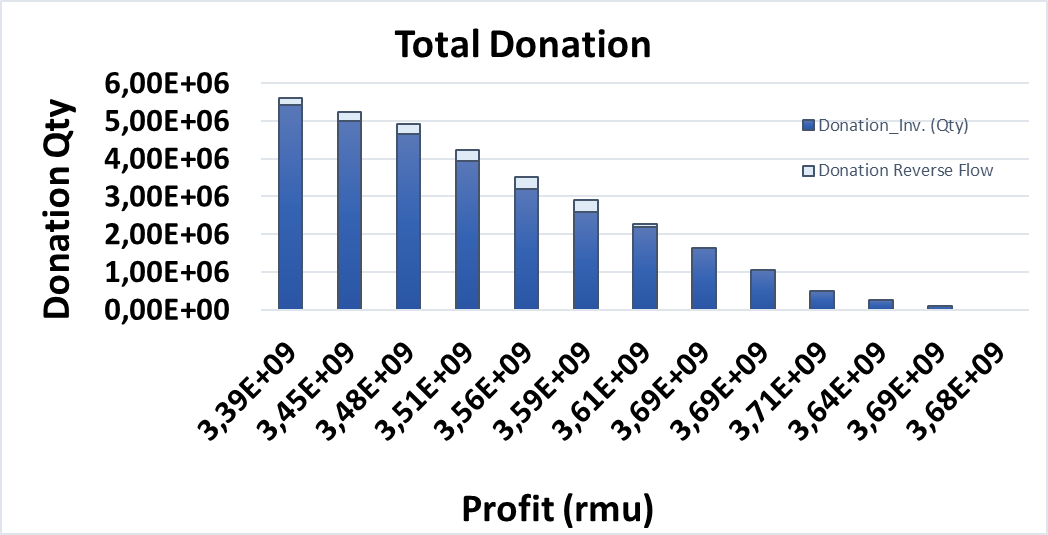 Total Donation
Donation Qty
6,00E+06
5,00E+06
4,00E+06
3,00E+06
2,00E+06
1,00E+06
0,00E+00
Donation_Inv. (Qty)
Donation Reverse Flow
3,39E+09
3,45E+09
3,48E+09
3,51E+09
3,56E+09
3,59E+09
3,61E+09
3,69E+09
3,69E+09
3,71E+09
3,64E+09
3,69E+09
3,68E+09
Profit (rmu)